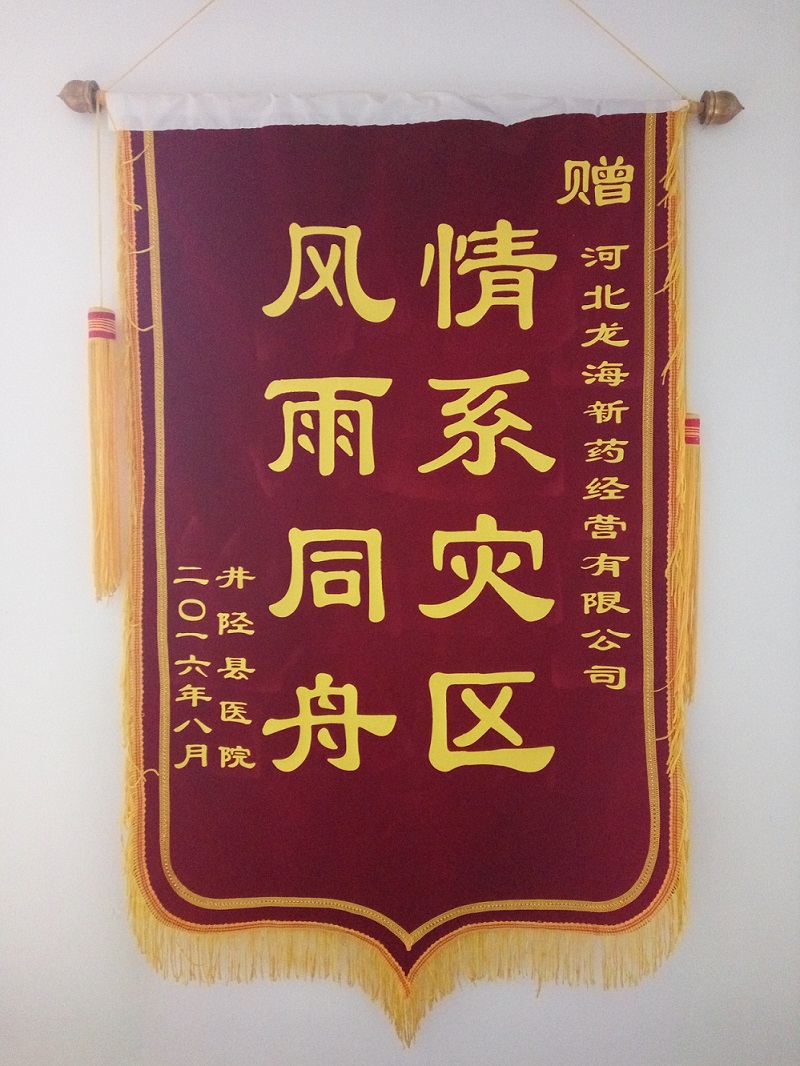 赠
河北龙海新药经营有限公司
情系灾区
风雨同舟
井陉县医院
二〇一六年八月